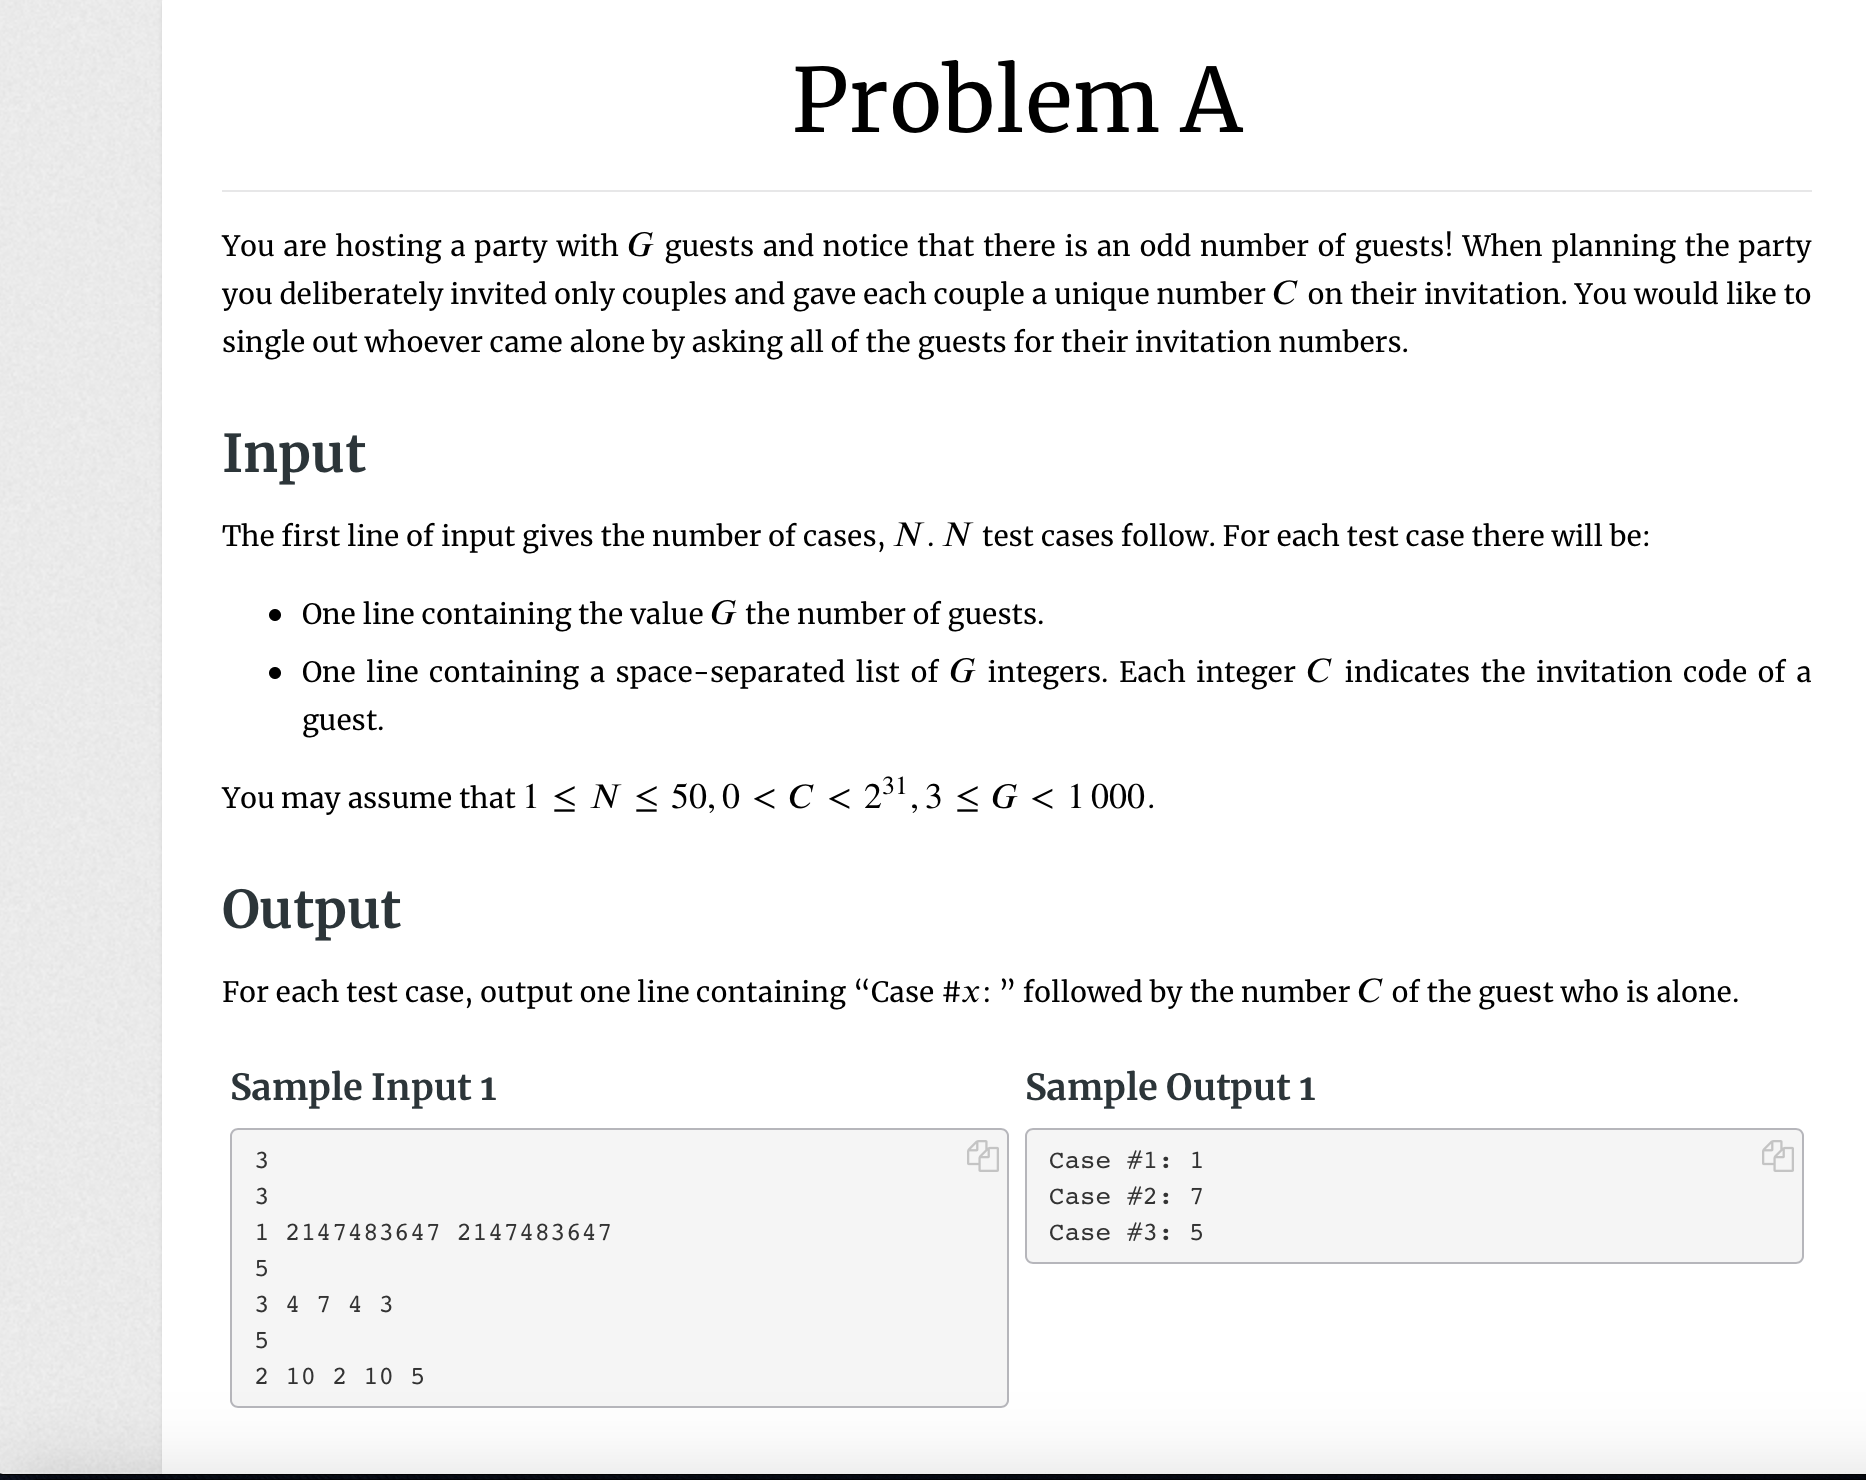 Problem A
You are hosting a party with G guests and notice that there is an odd number of guests! When planning the party
you deliberately invited only couples and gave each couple a unique number C on their invitation. You would like to
single out whoever came alone by asking all of the guests for their invitation numbers.
Input
The first line of input gives the number of cases, N. N test cases follow. For each test case there will be:
• One line containing the value G the number of guests.
• One line containing a space-separated list of G integers. Each integer C indicates the invitation code of a
guest.
You may assume that 1 ≤ N ≤ 50, 0 < C < 2^31, 3 ≤ G < 1 000.
Output
For each test case, output one line containing “Case #x: ” followed by the number C of the guest who is alone.
Sample Input 1
3
3
1 2147483647 2147483647
5
3 4 7 4 3
5
2 10 2 10 5
Sample Output 1
Case #1: 1
Case #2: 7
Case #3: 5